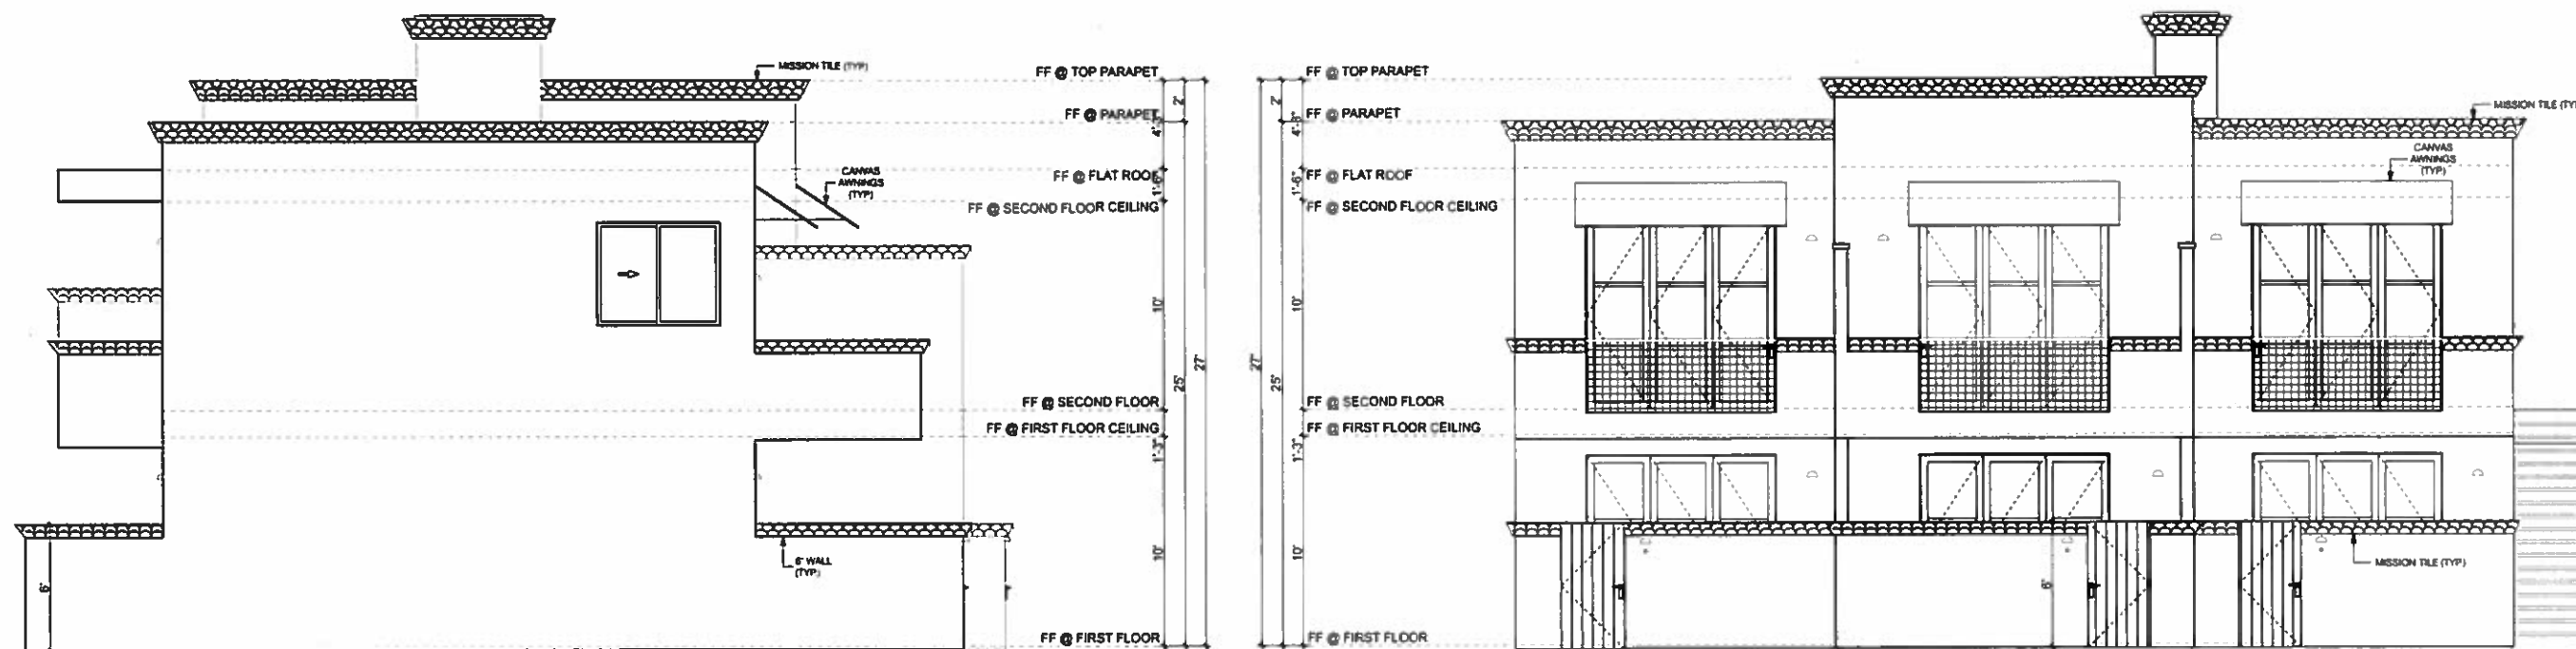 MISSION TILE (TYP)
FF @ TOP PARAPET
FF @ PARAPET
CANVAS
AWNINGS
(TYP)
FF @ FLAT ROOF
FF @ SECOND FLOOR CEILING
FF @ SECOND FLOOR
FF @ FIRST FLOOR CEILING
6' WALL
(TYP)
6'
FF @ FIRST FLOOR
2'
1'-6"
10'
1'-3"
10'
25'
27'
27'
25'
2'
4'-8"
1'-6"
10'
1'-3"
10'
FF @ TOP PARAPET
FF @ PARAPET
MISSION TILE (TYP
CANVAS
AWNINGS
(TYP)
FF @ FLAT ROOF
FF @ SECOND FLOOR CEILING
FF @ SECOND FLOOR
FF @ FIRST FLOOR CEILING
MISSION TILE (TYP)
6'
FF @ FIRST FLOOR